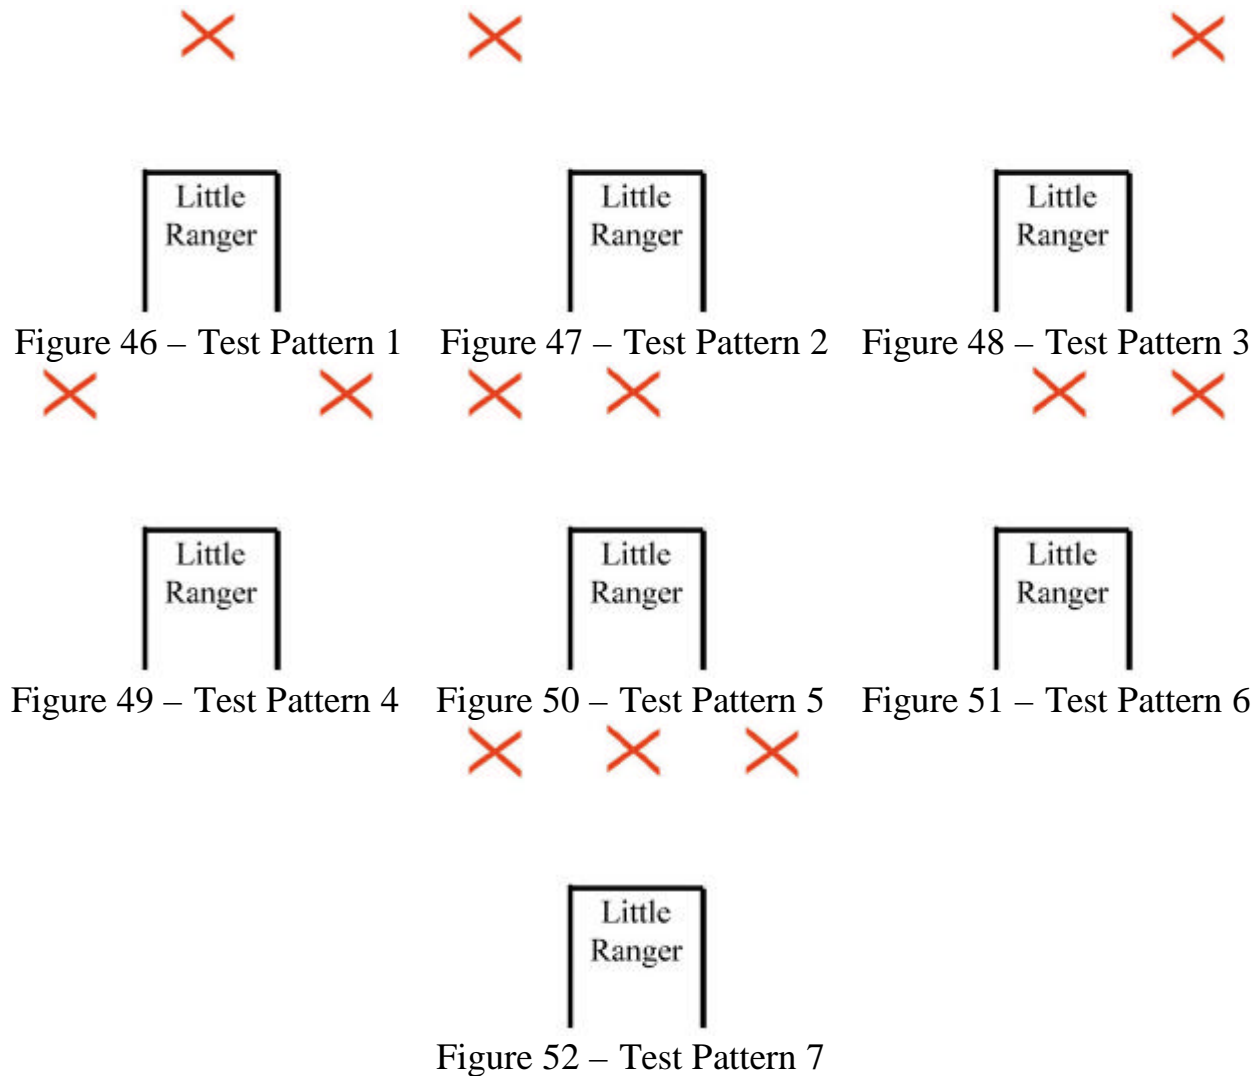 Little
Ranger
Little
Ranger
Little
Ranger
Figure 46 – Test Pattern 1
Figure 47 – Test Pattern 2
Figure 48 – Test Pattern 3
Little
Ranger
Little
Ranger
Little
Ranger
Figure 49 – Test Pattern 4
Figure 50 – Test Pattern 5
Figure 51 – Test Pattern 6
Little
Ranger
Figure 52 – Test Pattern 7